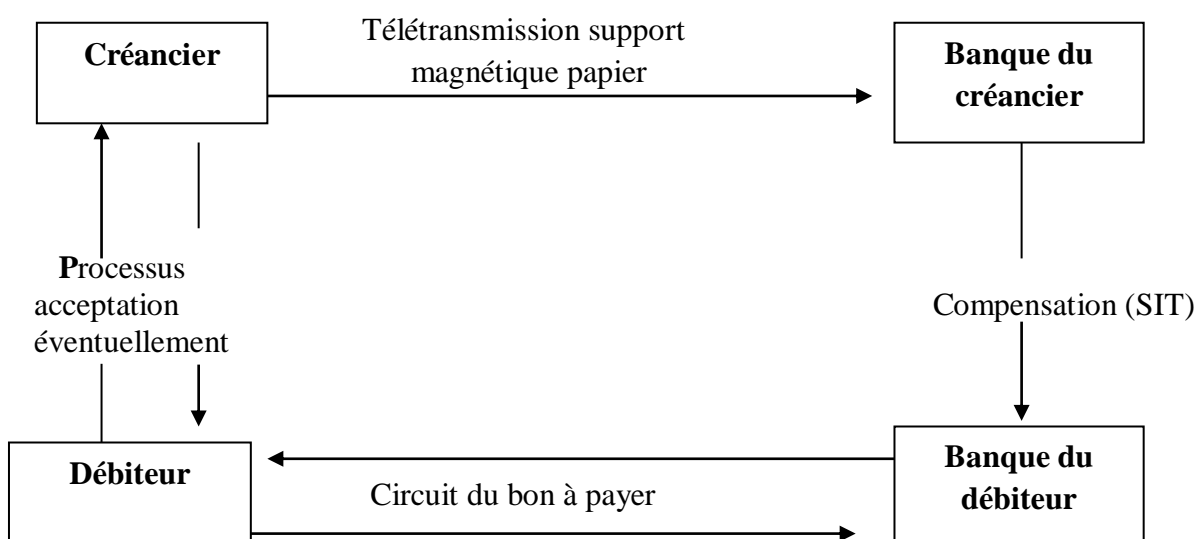 Créancier
Télétransmission support
magnétique papier
Banque du
créancier
Processus
acceptation
éventuellement
Compensation (SIT)
Débiteur
Circuit du bon à payer
Banque du
débiteur